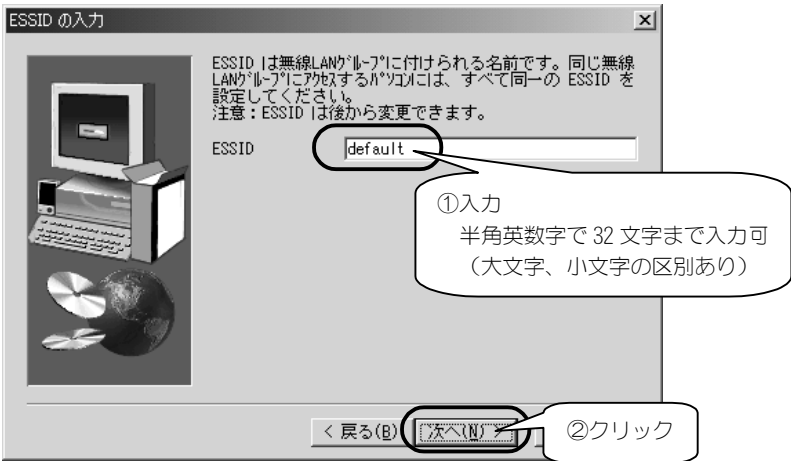 ESSID の入力
ESSID は無線LANｸﾞﾙｰﾌﾟに付けられる名前です。同じ無線
LANｸﾞﾙｰﾌﾟにｱｸｾｽするﾊﾟｿｺﾝには、すべて同一の ESSID を
設定してください。
注意：ESSID は後から変更できます。
ESSID
default
①入力
半角英数字で 32 文字まで入力可
（大文字、小文字の区別あり）
< 戻る(B)
次へ(N) >
②クリック